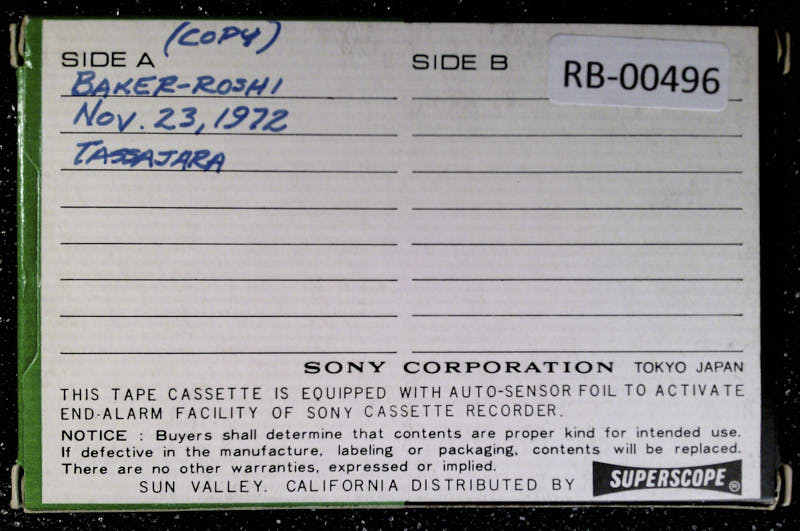 (COPY)
SIDE A
BAKER-ROSHI
Nov. 23, 1972
TASSAJARA
SIDE B
RB-00496
SONY CORPORATION TOKYO JAPAN
THIS TAPE CASSETTE IS EQUIPPED WITH AUTO-SENSOR FOIL TO ACTIVATE
END-ALARM FACILITY OF SONY CASSETTE RECORDER.
NOTICE : Buyers shall determine that contents are proper kind for intended use.
If defective in the manufacture, labeling or packaging, contents will be replaced.
There are no other warranties, expressed or implied.
SUN VALLEY. CALIFORNIA DISTRIBUTED BY SUPERSCOPE®